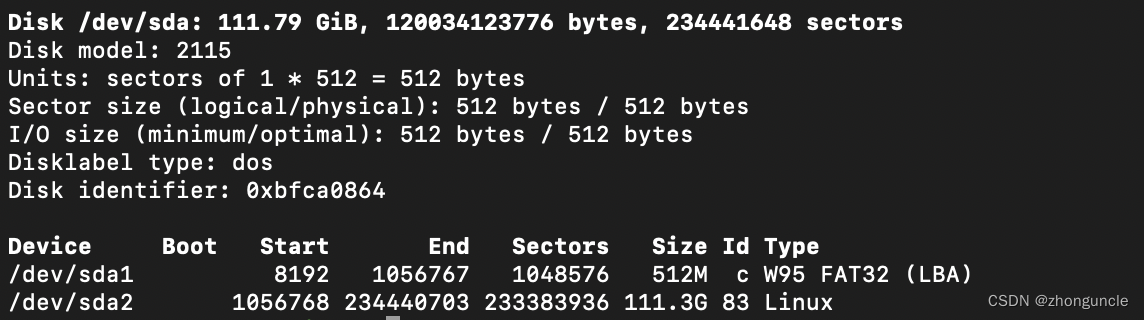 Disk /dev/sda: 111.79 GiB, 120034123776 bytes, 234441648 sectors
Disk model: 2115
Units: sectors of 1 * 512 = 512 bytes
Sector size (logical/physical): 512 bytes / 512 bytes
I/O size (minimum/optimal): 512 bytes / 512 bytes
Disklabel type: dos
Disk identifier: 0xbfca0864

Device     Boot   Start       End   Sectors   Size Id Type
/dev/sda1          8192   1056767   1048576   512M  c W95 FAT32 (LBA)
/dev/sda2       1056768 234440703 233383936 111.3G 83 Linux
CSDN @zhonguncle